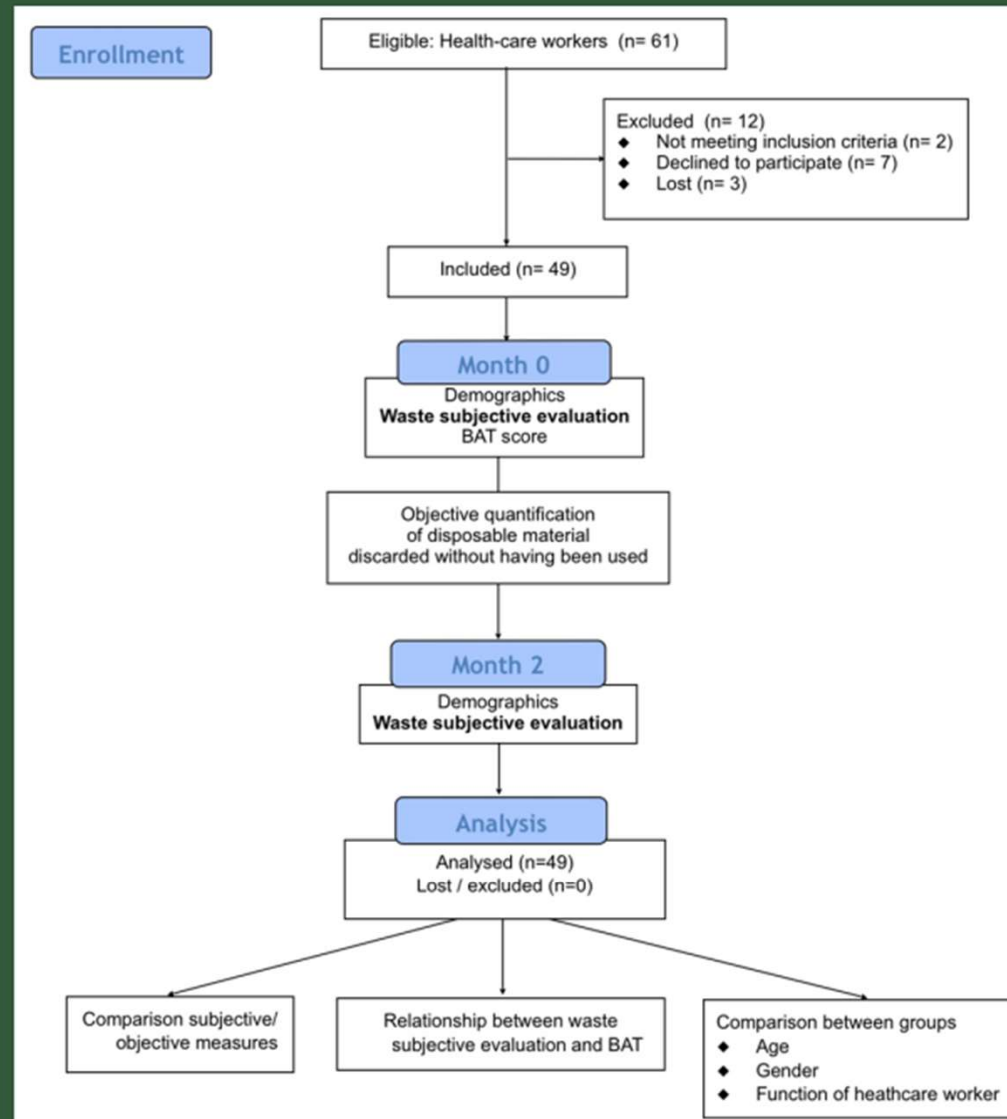 Enrollment
Eligible: Health-care workers (n= 61)
Excluded (n= 12)
◆ Not meeting inclusion criteria (n= 2)
◆ Declined to participate (n= 7)
◆ Lost (n= 3)
Included (n= 49)
Month 0
Demographics
Waste subjective evaluation
BAT score
Objective quantification
of disposable material
discarded without having been used
Month 2
Demographics
Waste subjective evaluation
Analysis
Analysed (n=49)
Lost / excluded (n=0)
Comparison subjective/
objective measures
Relationship between waste
subjective evaluation and BAT
Comparison between groups
◆ Age
◆ Gender
◆ Function of heathcare worker